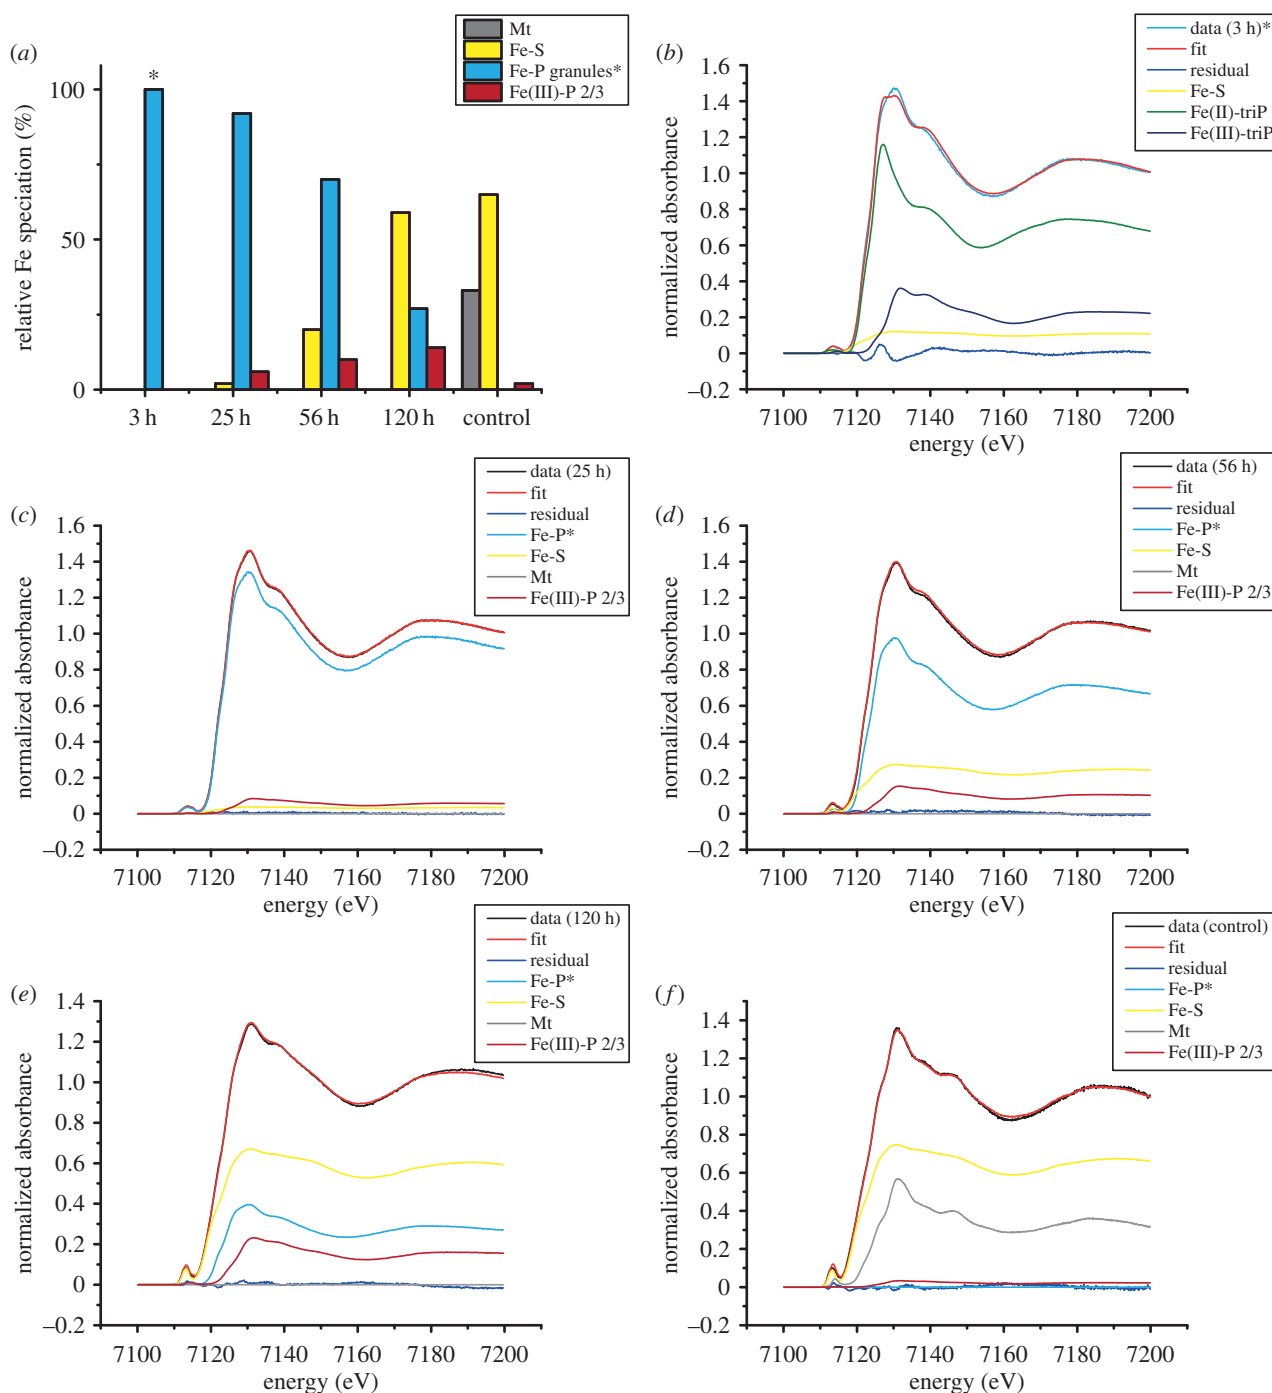 (a)
Mt
Fe-S
Fe-P granules*
Fe(III)-P 2/3
relative Fe speciation (%)
100
50
0
*
3 h 25 h 56 h 120 h control
(b)
data (3 h)*
fit
residual
Fe-S
Fe(II)-triP
Fe(III)-triP
normalized absorbance
1.6
1.4
1.2
1.0
0.8
0.6
0.4
0.2
0
–0.2
7100 7120 7140 7160 7180 7200
energy (eV)
(c)
data (25 h)
fit
residual
Fe-P*
Fe-S
Mt
Fe(III)-P 2/3
normalized absorbance
1.6
1.4
1.2
1.0
0.8
0.6
0.4
0.2
0
–0.2
7100 7120 7140 7160 7180 7200
energy (eV)
(d)
data (56 h)
fit
residual
Fe-P*
Fe-S
Mt
Fe(III)-P 2/3
normalized absorbance
1.6
1.4
1.2
1.0
0.8
0.6
0.4
0.2
0
–0.2
7100 7120 7140 7160 7180 7200
energy (eV)
(e)
data (120 h)
fit
residual
Fe-P*
Fe-S
Mt
Fe(III)-P 2/3
normalized absorbance
1.4
1.2
1.0
0.8
0.6
0.4
0.2
0
–0.2
7100 7120 7140 7160 7180 7200
energy (eV)
(f)
data (control)
fit
residual
Fe-P*
Fe-S
Mt
Fe(III)-P 2/3
normalized absorbance
1.4
1.2
1.0
0.8
0.6
0.4
0.2
0
–0.2
7100 7120 7140 7160 7180 7200
energy (eV)